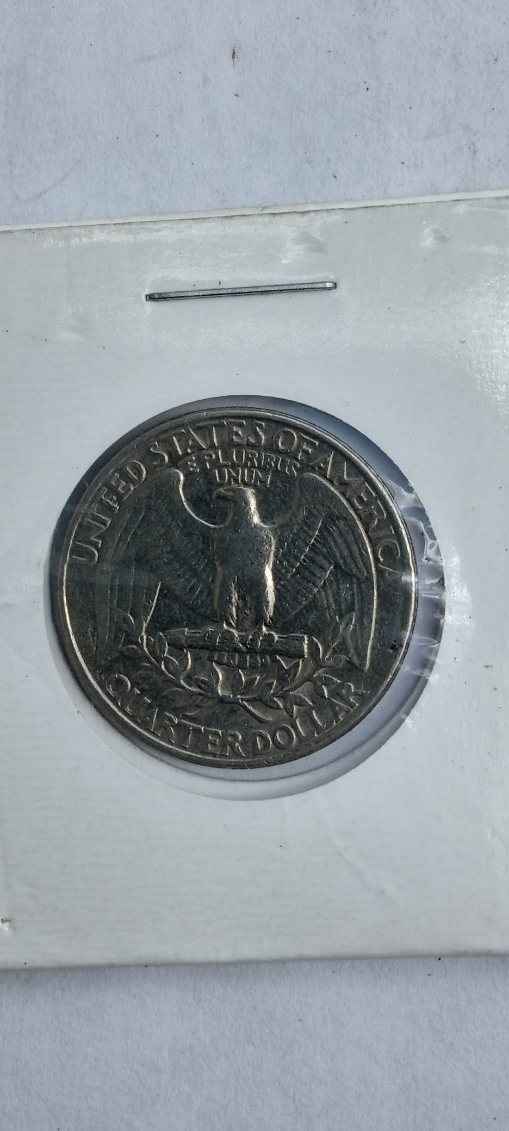 UNITED STATES OF AMERICA
E PLURIBUS
UNUM
QUARTER DOLLAR